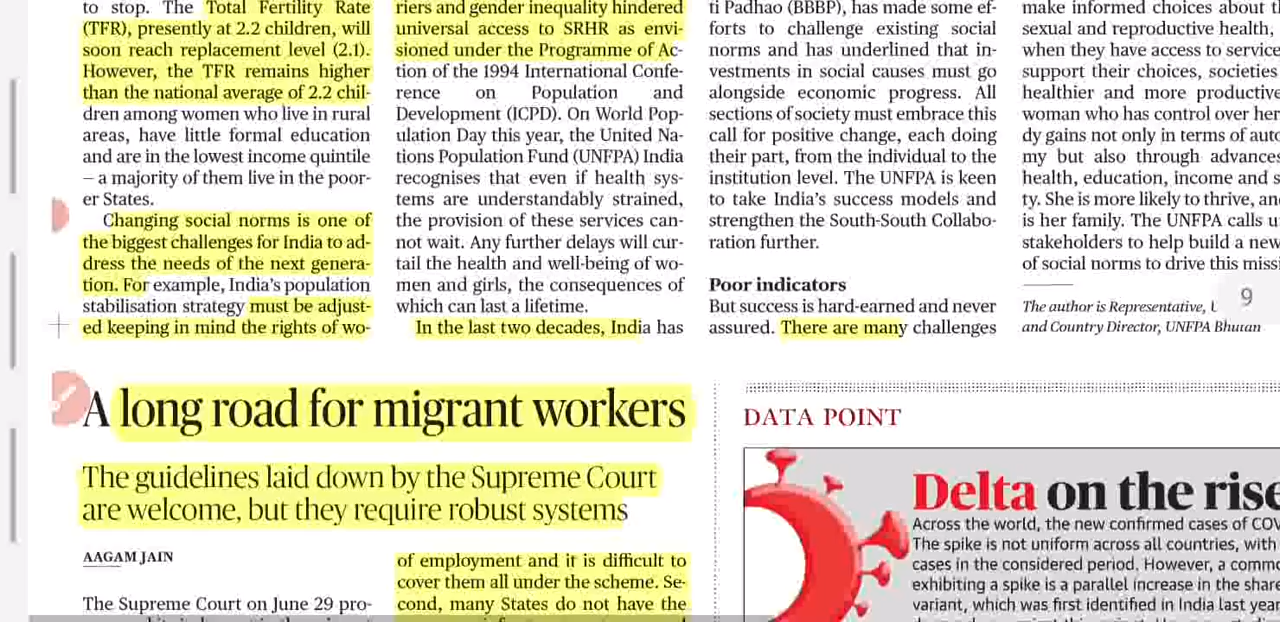 to stop. The Total Fertility Rate
(TFR), presently at 2.2 children, will
soon reach replacement level (2.1).
However, the TFR remains higher
than the national average of 2.2 chil-
dren among women who live in rural
areas, have little formal education
and are in the lowest income quintile
– a majority of them live in the poor-
er States.
Changing social norms is one of
the biggest challenges for India to ad-
dress the needs of the next genera-
tion. For example, India's population
stabilisation strategy must be adjust-
ed keeping in mind the rights of wo-
riers and gender inequality hindered
universal access to SRHR as envi-
sioned under the Programme of Ac-
tion of the 1994 International Confe-
rence on Population and
Development (ICPD). On World Pop-
ulation Day this year, the United Na-
tions Population Fund (UNFPA) India
recognises that even if health sys-
tems are understandably strained,
the provision of these services can-
not wait. Any further delays will cur-
tail the health and well-being of wo-
men and girls, the consequences of
which can last a lifetime.
In the last two decades, India has
ti Padhao (BBBP), has made some ef-
forts to challenge existing social
norms and has underlined that in-
vestments in social causes must go
alongside economic progress. All
sections of society must embrace this
call for positive change, each doing
their part, from the individual to the
institution level. The UNFPA is keen
to take India's success models and
strengthen the South-South Collabo-
ration further.
Poor indicators
But success is hard-earned and never
assured. There are many challenges
make informed choices about
sexual and reproductive health,
when they have access to service
support their choices, societies
healthier and more productive
woman who has control over her
dy gains not only in terms of auto
my but also through advances
health, education, income and s
ty. She is more likely to thrive, an
is her family. The UNFPA calls u
stakeholders to help build a new
of social norms to drive this missi
The author is Representative, U
and Country Director, UNFPA Bhutan
9
A long road for migrant workers
The guidelines laid down by the Supreme Court
are welcome, but they require robust systems
AAGAM JAIN
The Supreme Court on June 29 pro-
of employment and it is difficult to
cover them all under the scheme. Se-
cond, many States do not have the
DATA POINT
Delta on the rise
Across the world, the new confirmed cases of COV
The spike is not uniform across all countries, with
cases in the considered period. However, a commo
exhibiting a spike is a parallel increase in the share
variant, which was first identified in India last year